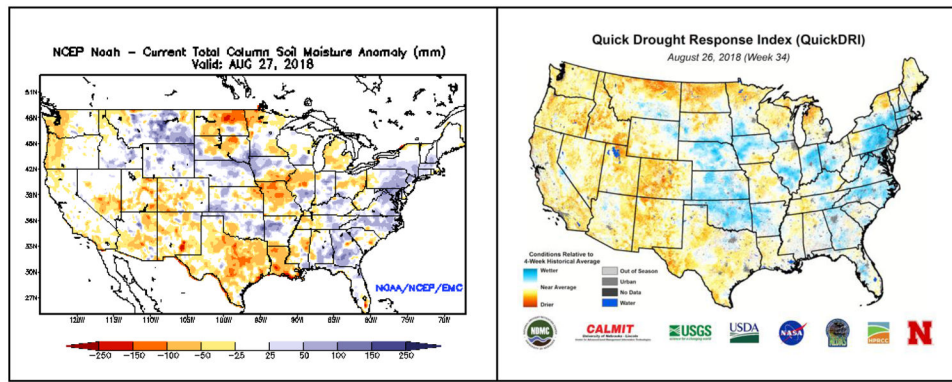 NCEP Noah - Current Total Column Soil Moisture Anomaly (mm)
Valid: AUG 27, 2018
51N
48N
45N
42N
39N
36N
33N
30N
27N
NOAA/NCEP/EMC
120W 115W 110W 105W 100W 95W 90W 85W 80W 75W 70W
-250 -150 -100 -50 -25 25 50 100 150 250
Quick Drought Response Index (QuickDRI)
August 26, 2018 (Week 34)
Conditions Relative to
4-Week Historical Average
Wetter
Near Average
Drier
Out of Season
Urban
No Data
Water
NDMC
CALMIT
University of Nebraska - Lincoln
USGS
USDA
NASA
HPRCC
N